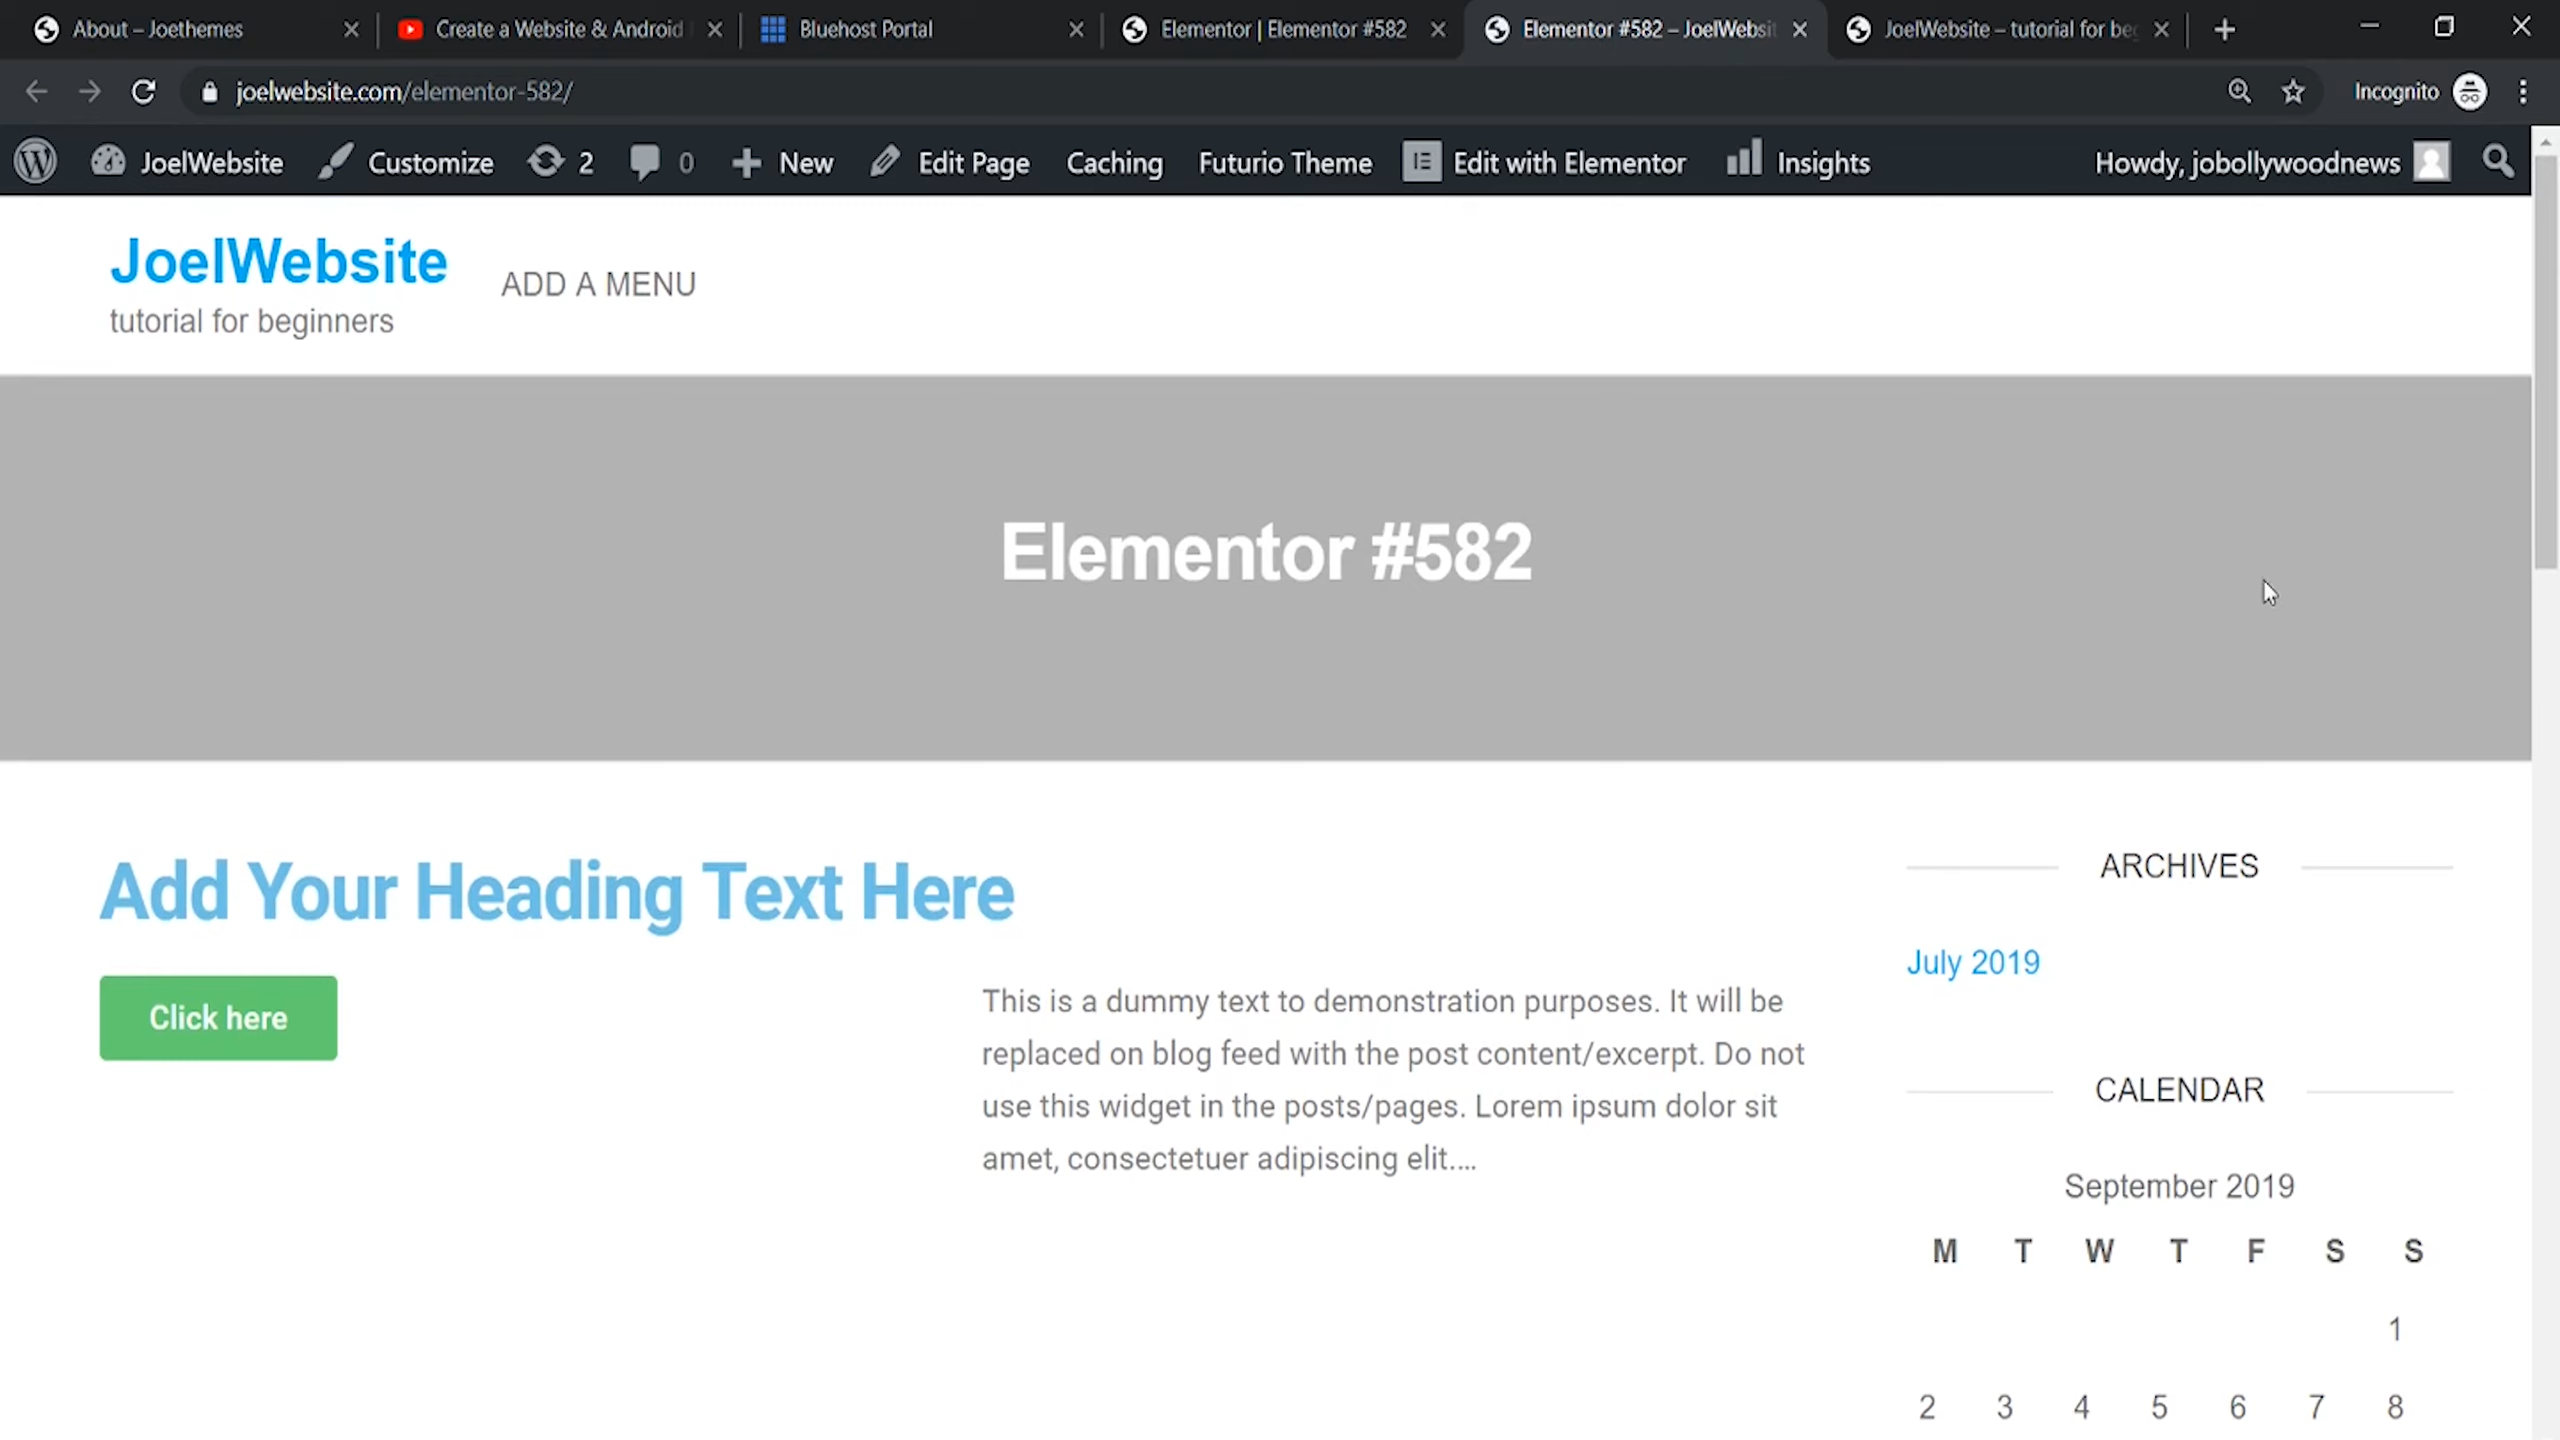 About – Joethemes
Create a Website & Android
Bluehost Portal
Elementor | Elementor #582
Elementor #582 – JoelWebsit
JoelWebsite – tutorial for beg
joelwebsite.com/elementor-582/
Incognito
JoelWebsite
Customize
2
0
New
Edit Page
Caching
Futurio Theme
Edit with Elementor
Insights
Howdy, jobollywoodnews
JoelWebsite
tutorial for beginners
ADD A MENU
Elementor #582
Add Your Heading Text Here
Click here
This is a dummy text to demonstration purposes. It will be
replaced on blog feed with the post content/excerpt. Do not
use this widget in the posts/pages. Lorem ipsum dolor sit
amet, consectetuer adipiscing elit.…
ARCHIVES
July 2019
CALENDAR
September 2019
M T W T F S S
1
2 3 4 5 6 7 8